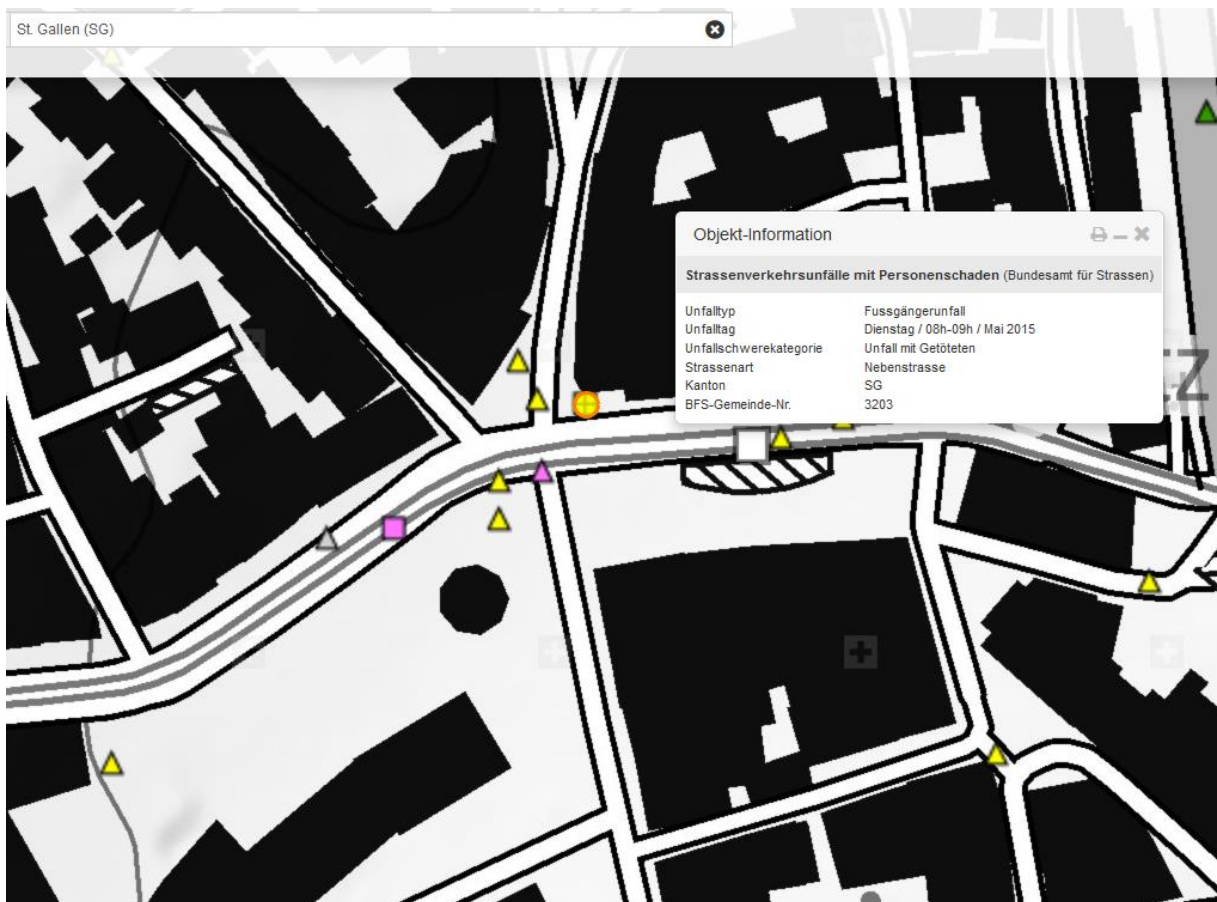 St. Gallen (SG)
Objekt-Information
Strassenverkehrsunfälle mit Personenschaden (Bundesamt für Strassen)
Unfalltyp Fussgängerunfall
Unfalltag Dienstag / 08h-09h / Mai 2015
Unfallschwerekategorie Unfall mit Getöteten
Strassenart Nebenstrasse
Kanton SG
BFS-Gemeinde-Nr. 3203